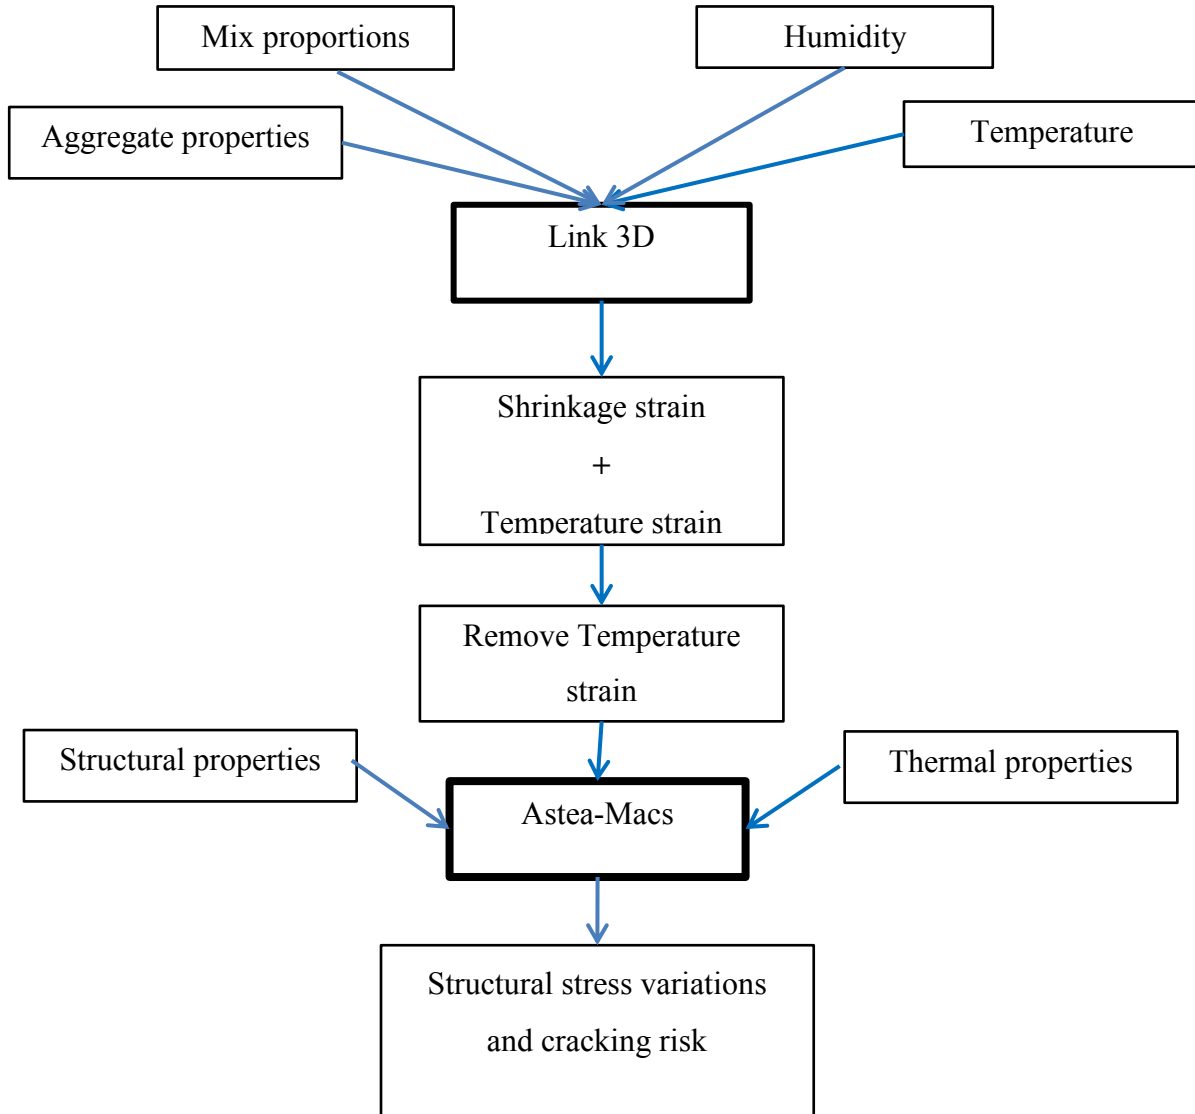 Mix proportions
Humidity
Aggregate properties
Temperature
Link 3D
Shrinkage strain
+
Temperature strain
Remove Temperature
strain
Structural properties
Thermal properties
Astea-Macs
Structural stress variations
and cracking risk